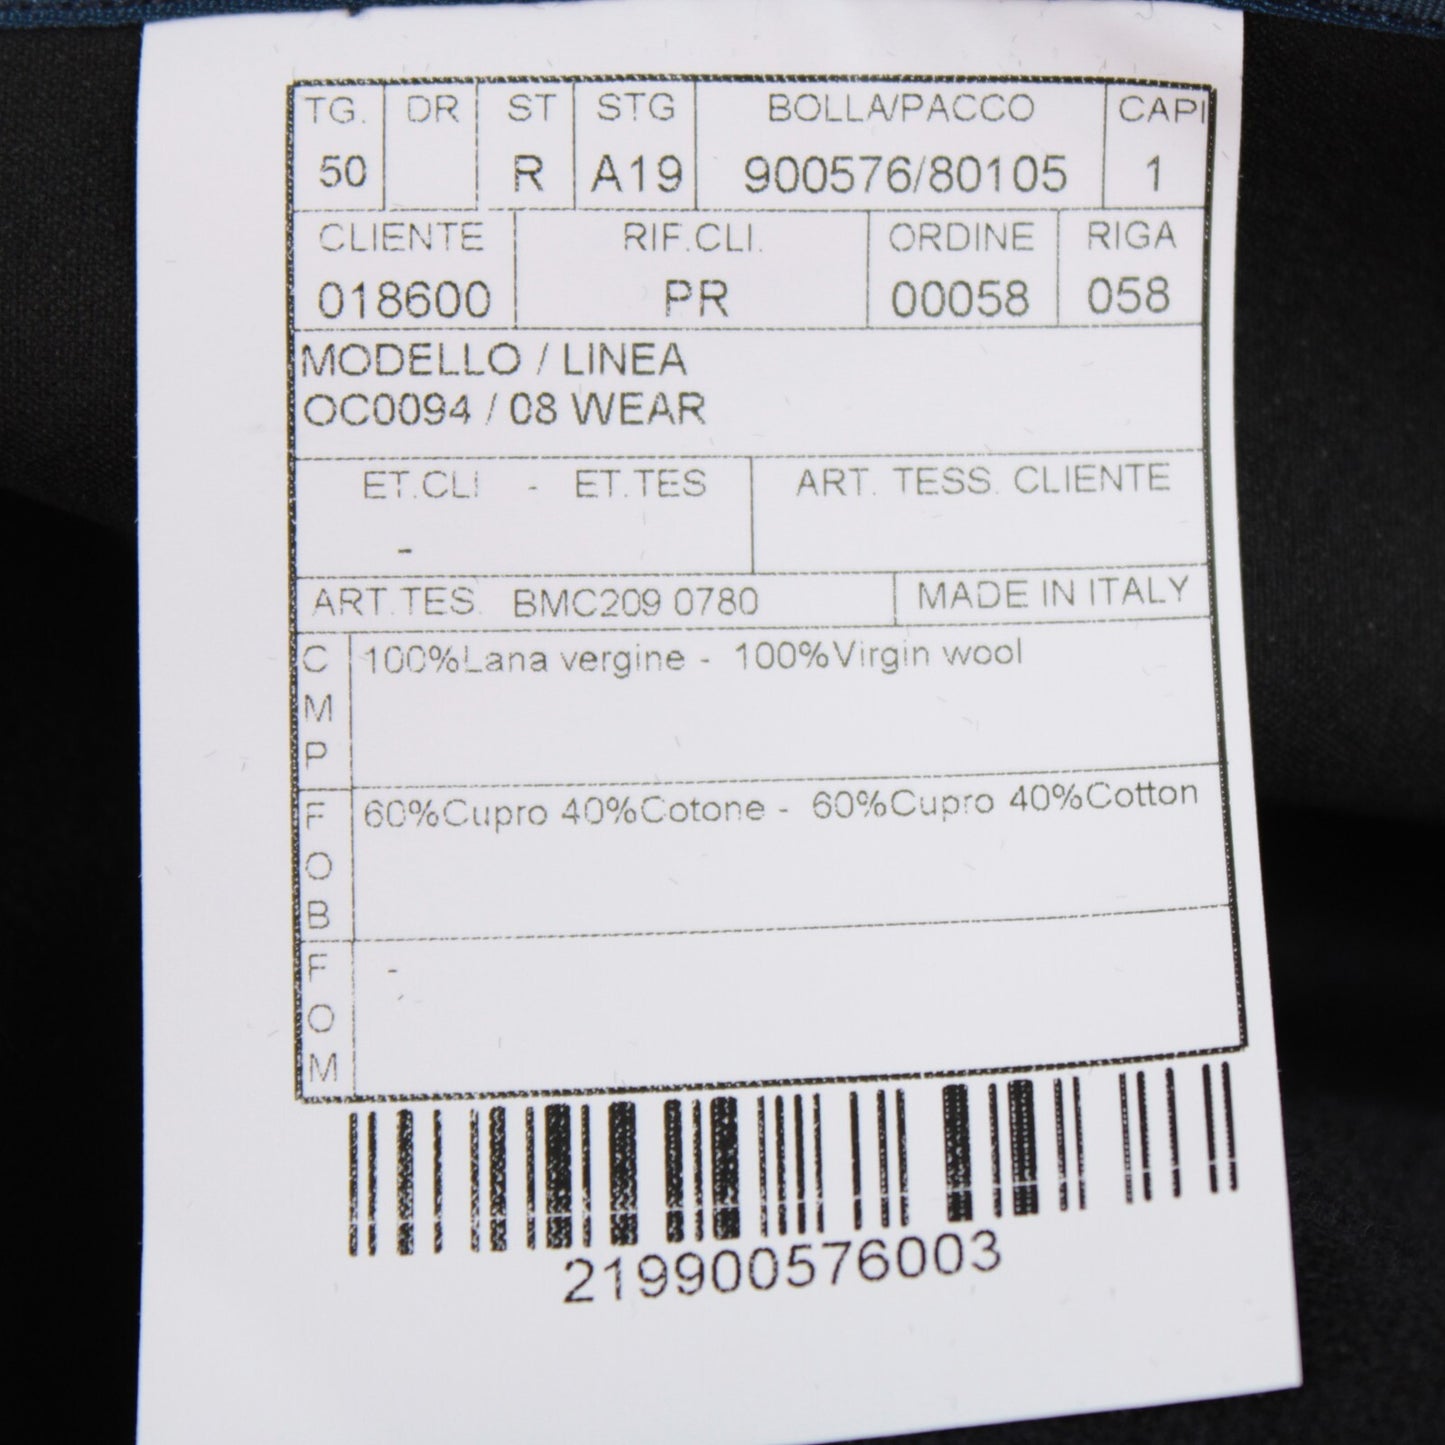 TG. DR ST STG BOLLA/PACCO CAPI
50 R A19 900576/80105 1
CLIENTE RIF.CLI. ORDINE RIGA
018600 PR 00058 058
MODELLO / LINEA
OC0094 / 08 WEAR
ET.CLI - ET.TES ART. TESS. CLIENTE
-
ART.TES. BMC209 0780 MADE IN ITALY
CMP 100%Lana vergine - 100%Virgin wool
FOB 60%Cupro 40%Cotone - 60%Cupro 40%Cotton
FOM -
219900576003